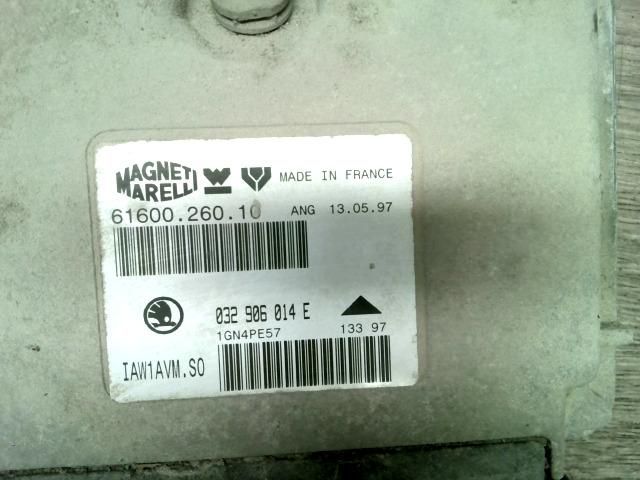 MAGNETI MARELLI MADE IN FRANCE
61600.260.10 ANG 13.05.97
032 906 014 E
1GN4PE57 133 97
IAW1AVM.S0